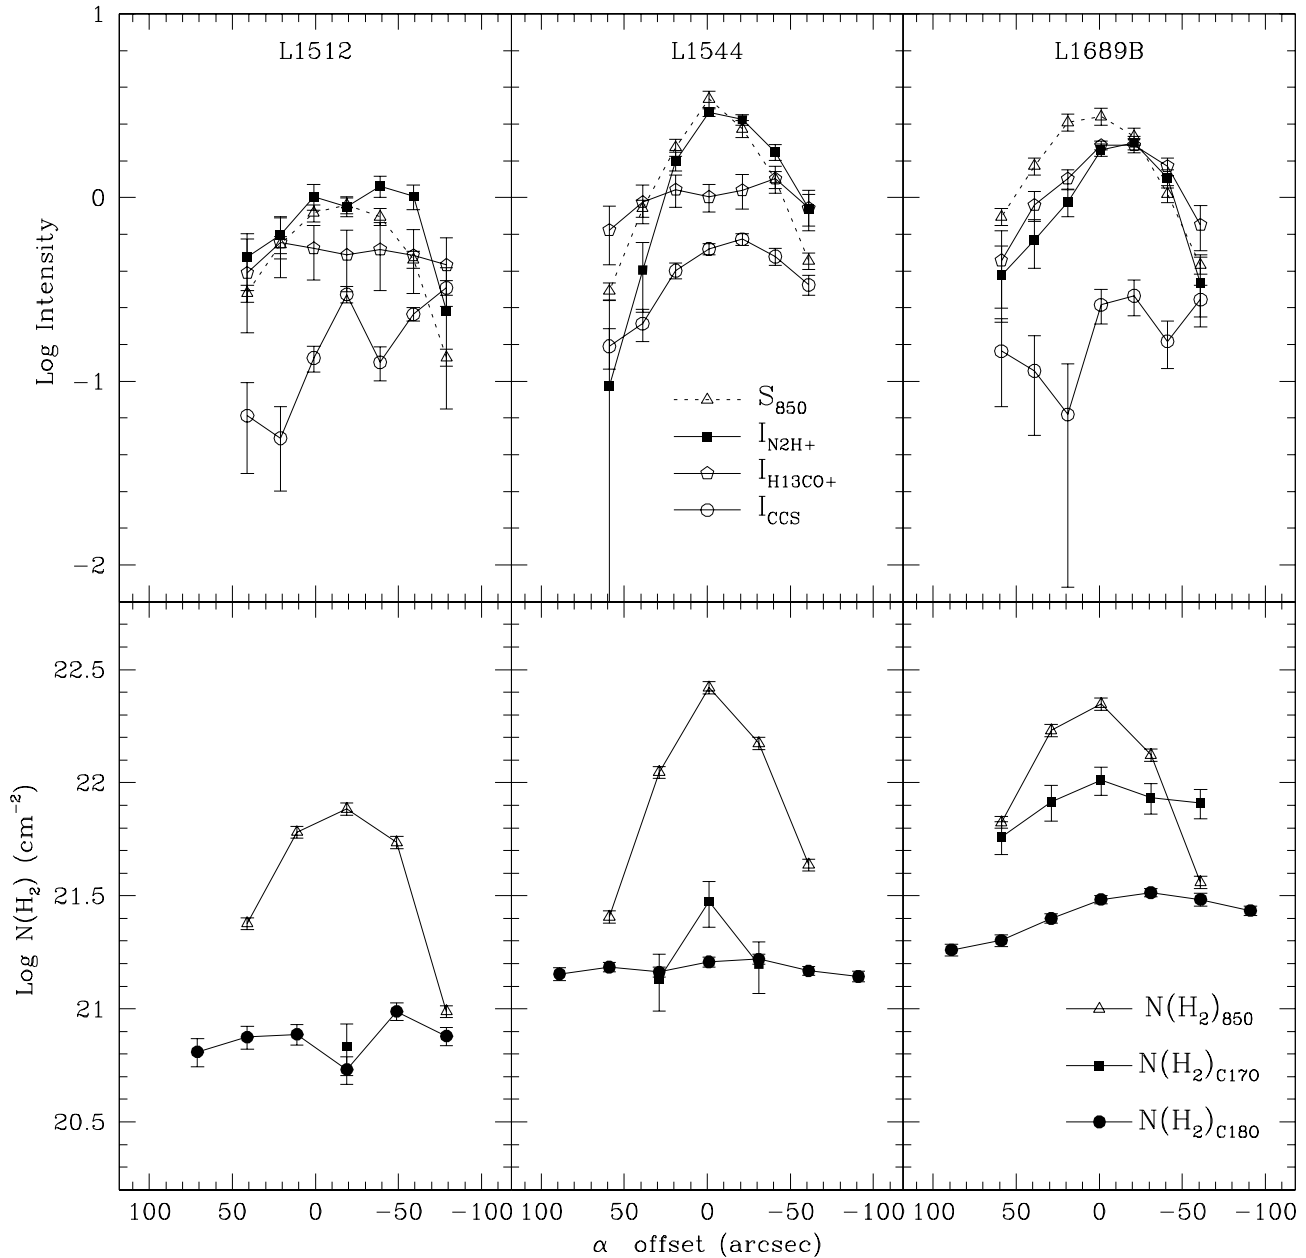 L1512
L1544
L1689B
1
0
−1
−2
Log Intensity
S850
IN2H+
IH13CO+
ICCS
22.5
22
21.5
21
20.5
Log N(H2) (cm−2)
N(H2)850
N(H2)C17O
N(H2)C18O
100 50 0 −50 −100
100 50 0 −50 −100
100 50 0 −50 −100
α offset (arcsec)